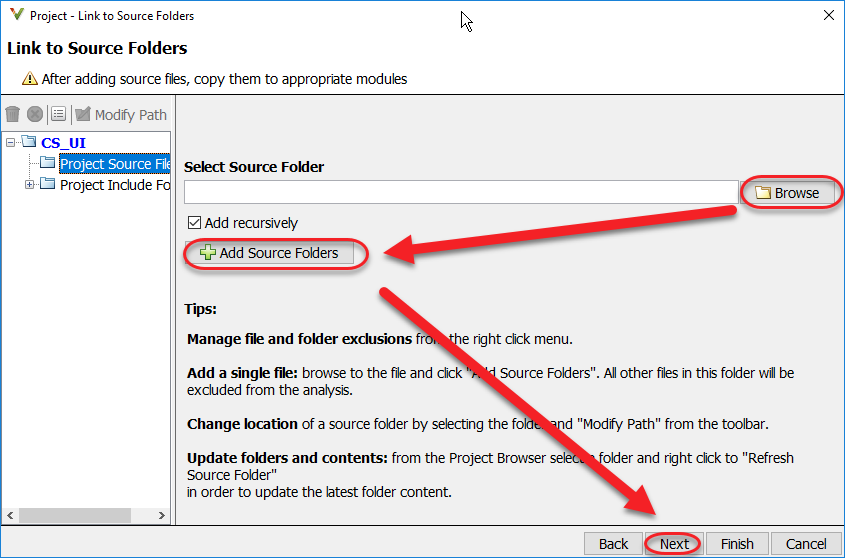 Project - Link to Source Folders
Link to Source Folders
After adding source files, copy them to appropriate modules
Modify Path
CS_UI
Project Source File
Project Include Fo
Select Source Folder
Browse
Add recursively
Add Source Folders
Tips:
Manage file and folder exclusions from the right click menu.
Add a single file: browse to the file and click "Add Source Folders". All other files in this folder will be
excluded from the analysis.
Change location of a source folder by selecting the folder and "Modify Path" from the toolbar.
Update folders and contents: from the Project Browser select a folder and right click to "Refresh
Source Folder"
in order to update the latest folder content.
Back
Next
Finish
Cancel